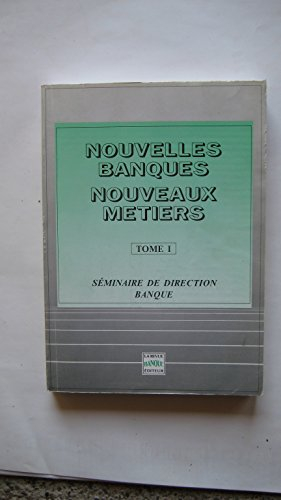 NOUVELLES
BANQUES
NOUVEAUX
METIERS
TOME 1
SÉMINAIRE DE DIRECTION
BANQUE
LA REVUE
BANQUE
ÉDITEUR